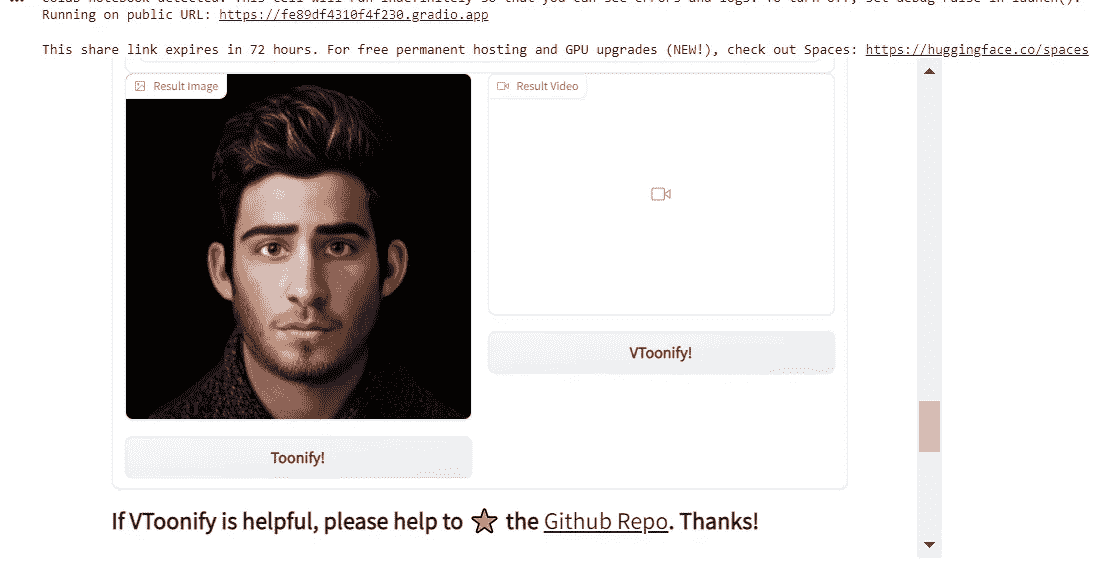 Running on public URL: https://fe89df4310f4f230.gradio.app
This share link expires in 72 hours. For free permanent hosting and GPU upgrades (NEW!), check out Spaces: https://huggingface.co/spaces
Result Image
Result Video
VToonify!
Toonify!
If VToonify is helpful, please help to the Github Repo. Thanks!